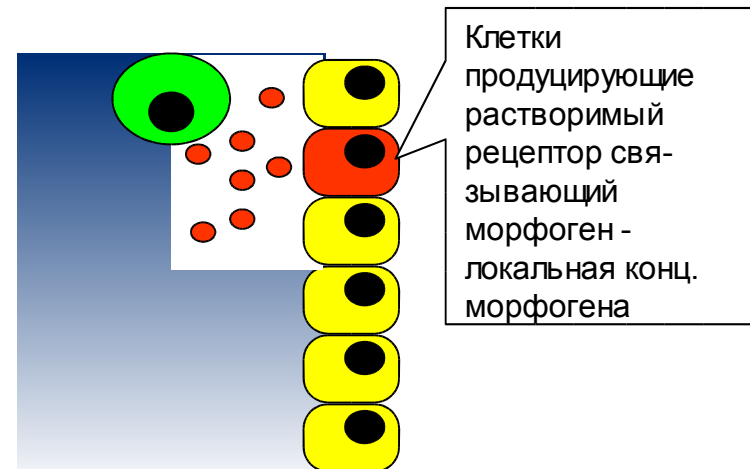 Клетки
продуцирующие
растворимый
рецептор свя-
зывающий
морфоген -
локальная конц.
морфогена